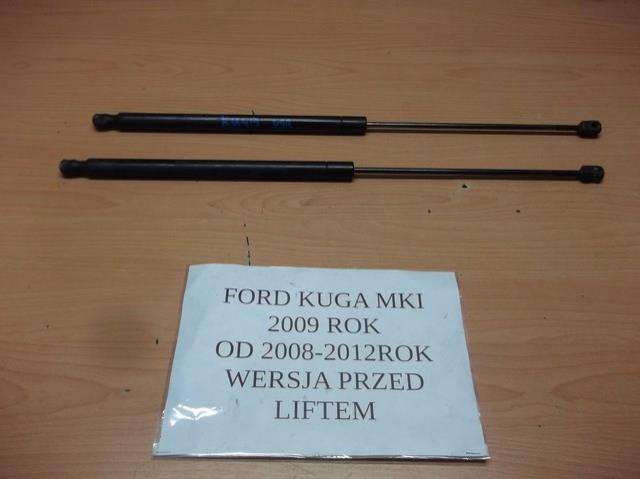 FORD KUGA MKI
2009 ROK
OD 2008-2012ROK
WERSJA PRZED
LIFTEM